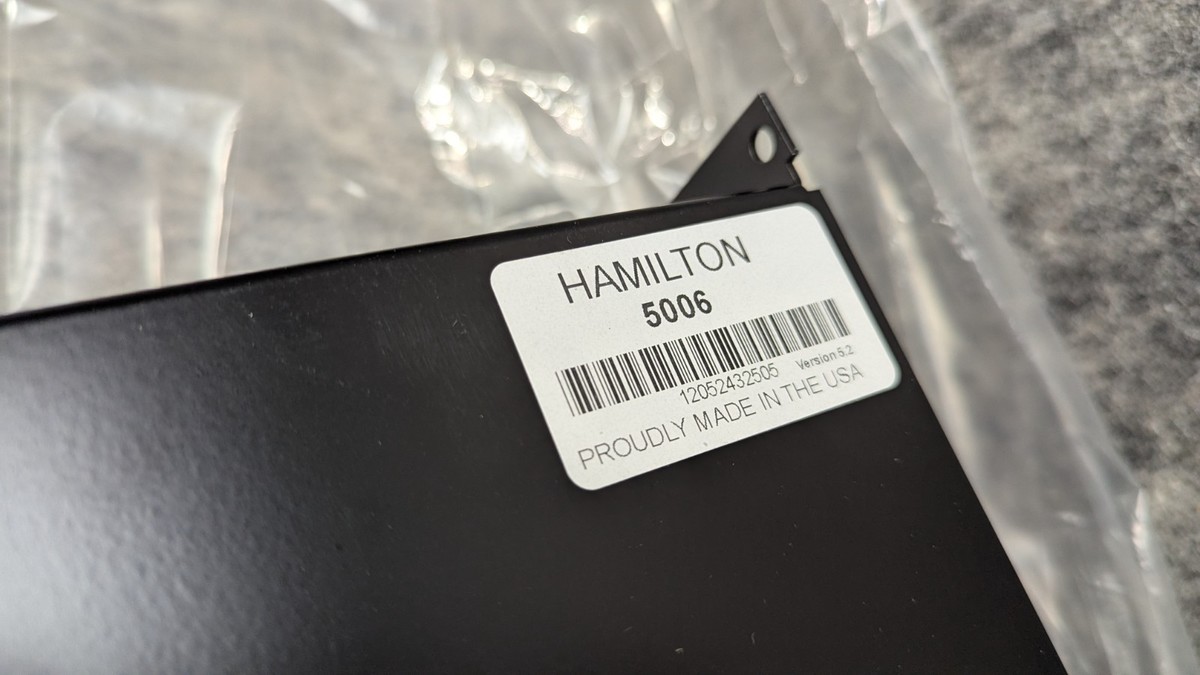 HAMILTON
5006
12052432505 Version 5.2
PROUDLY MADE IN THE USA